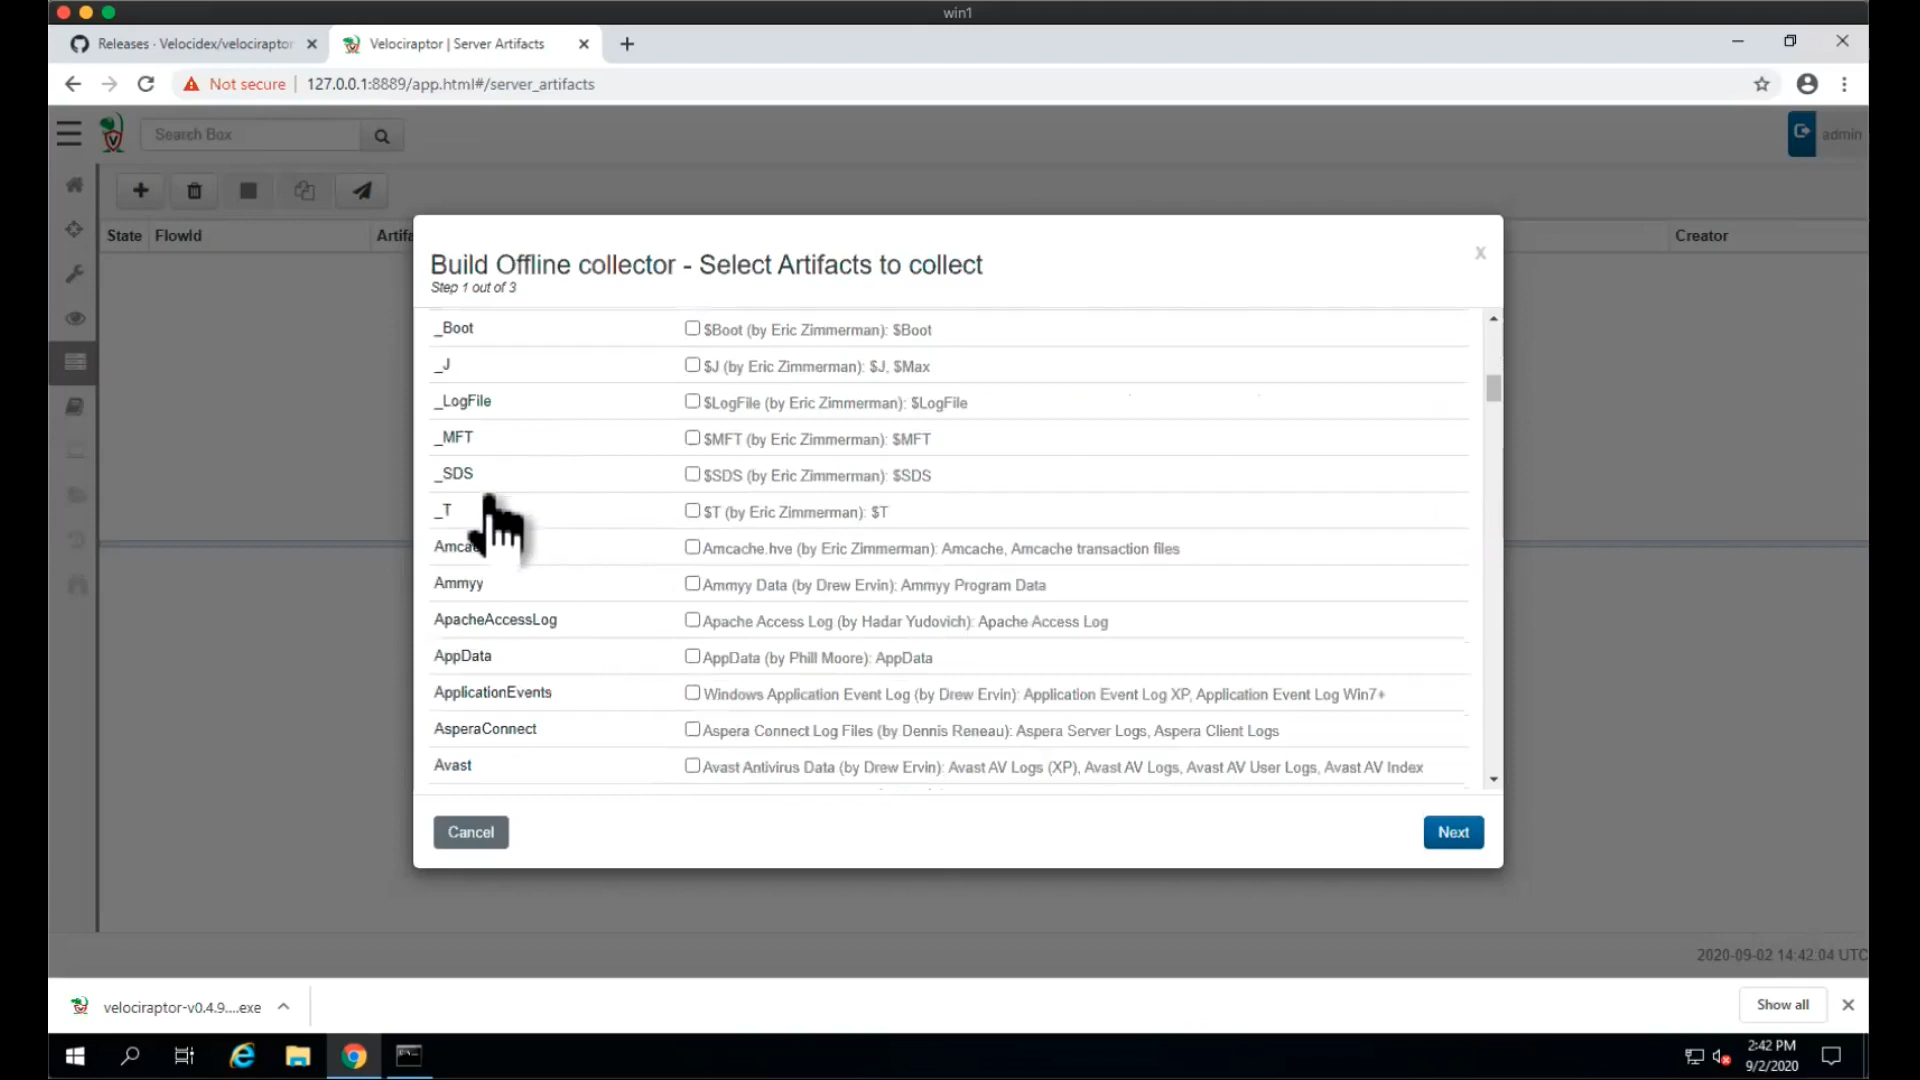 win1
Releases · Velocidex/velociraptor
Velociraptor | Server Artifacts
Not secure
127.0.0.1:8889/app.html#/server_artifacts
Search Box
admin
State
FlowId
Artifa
Creator
Build Offline collector - Select Artifacts to collect
x
Step 1 out of 3
_Boot
$Boot (by Eric Zimmerman): $Boot
_J
$J (by Eric Zimmerman): $J, $Max
_LogFile
$LogFile (by Eric Zimmerman): $LogFile
_MFT
$MFT (by Eric Zimmerman): $MFT
_SDS
$SDS (by Eric Zimmerman): $SDS
_T
$T (by Eric Zimmerman): $T
Amca
Amcache.hve (by Eric Zimmerman): Amcache, Amcache transaction files
Ammyy
Ammyy Data (by Drew Ervin): Ammyy Program Data
ApacheAccessLog
Apache Access Log (by Hadar Yudovich): Apache Access Log
AppData
AppData (by Phill Moore): AppData
ApplicationEvents
Windows Application Event Log (by Drew Ervin): Application Event Log XP, Application Event Log Win7+
AsperaConnect
Aspera Connect Log Files (by Dennis Reneau): Aspera Server Logs, Aspera Client Logs
Avast
Avast Antivirus Data (by Drew Ervin): Avast AV Logs (XP), Avast AV Logs, Avast AV User Logs, Avast AV Index
Cancel
Next
2020-09-02 14:42:04 UTC
velociraptor-v0.4.9....exe
Show all
2:42 PM
9/2/2020